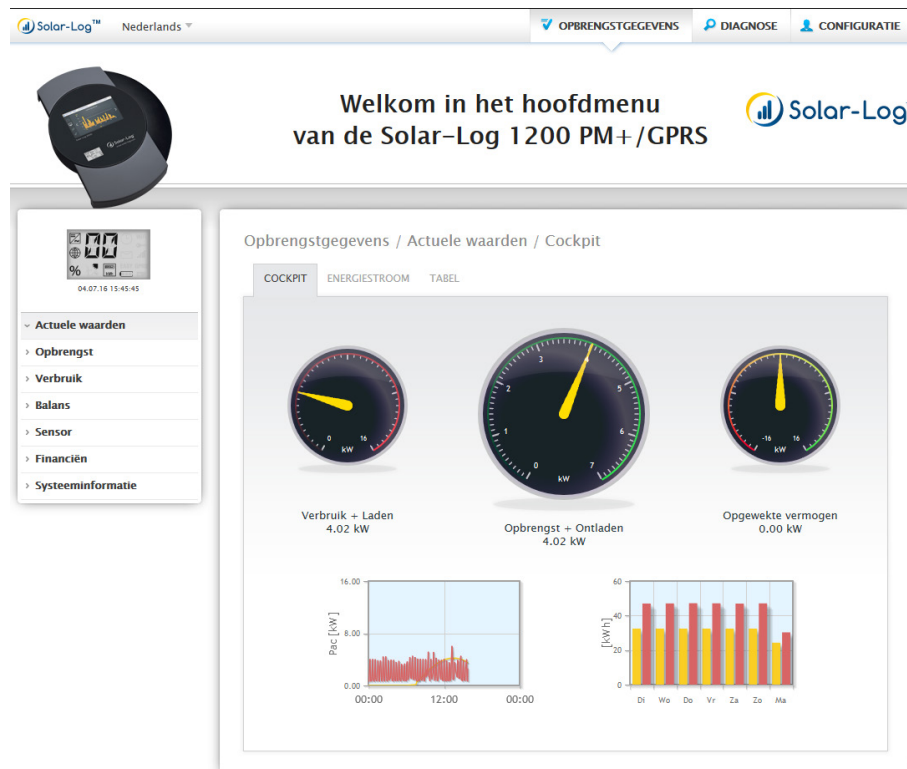 Solar-Log™ Nederlands
OPBRENGSTGEGEVENS DIAGNOSE CONFIGURATIE
Welkom in het hoofdmenu
van de Solar-Log 1200 PM+/GPRS
Solar-Log
00
%
04.07.16 15:45:45
Actuele waarden
Opbrengst
Verbruik
Balans
Sensor
Financiën
Systeeminformatie
Opbrengstgegevens / Actuele waarden / Cockpit
COCKPIT ENERGIESTROOM TABEL
0 16
kW
Verbruik + Laden
4.02 kW
0 1 2 3 5 6 7
kW
Opbrengst + Ontladen
4.02 kW
-16 16
kW
Opgewekte vermogen
0.00 kW
Pac [kW]
16.00
8.00
0.00
00:00 12:00 00:00
[kWh]
60
40
20
0
Di Wo Do Vr Za Zo Ma